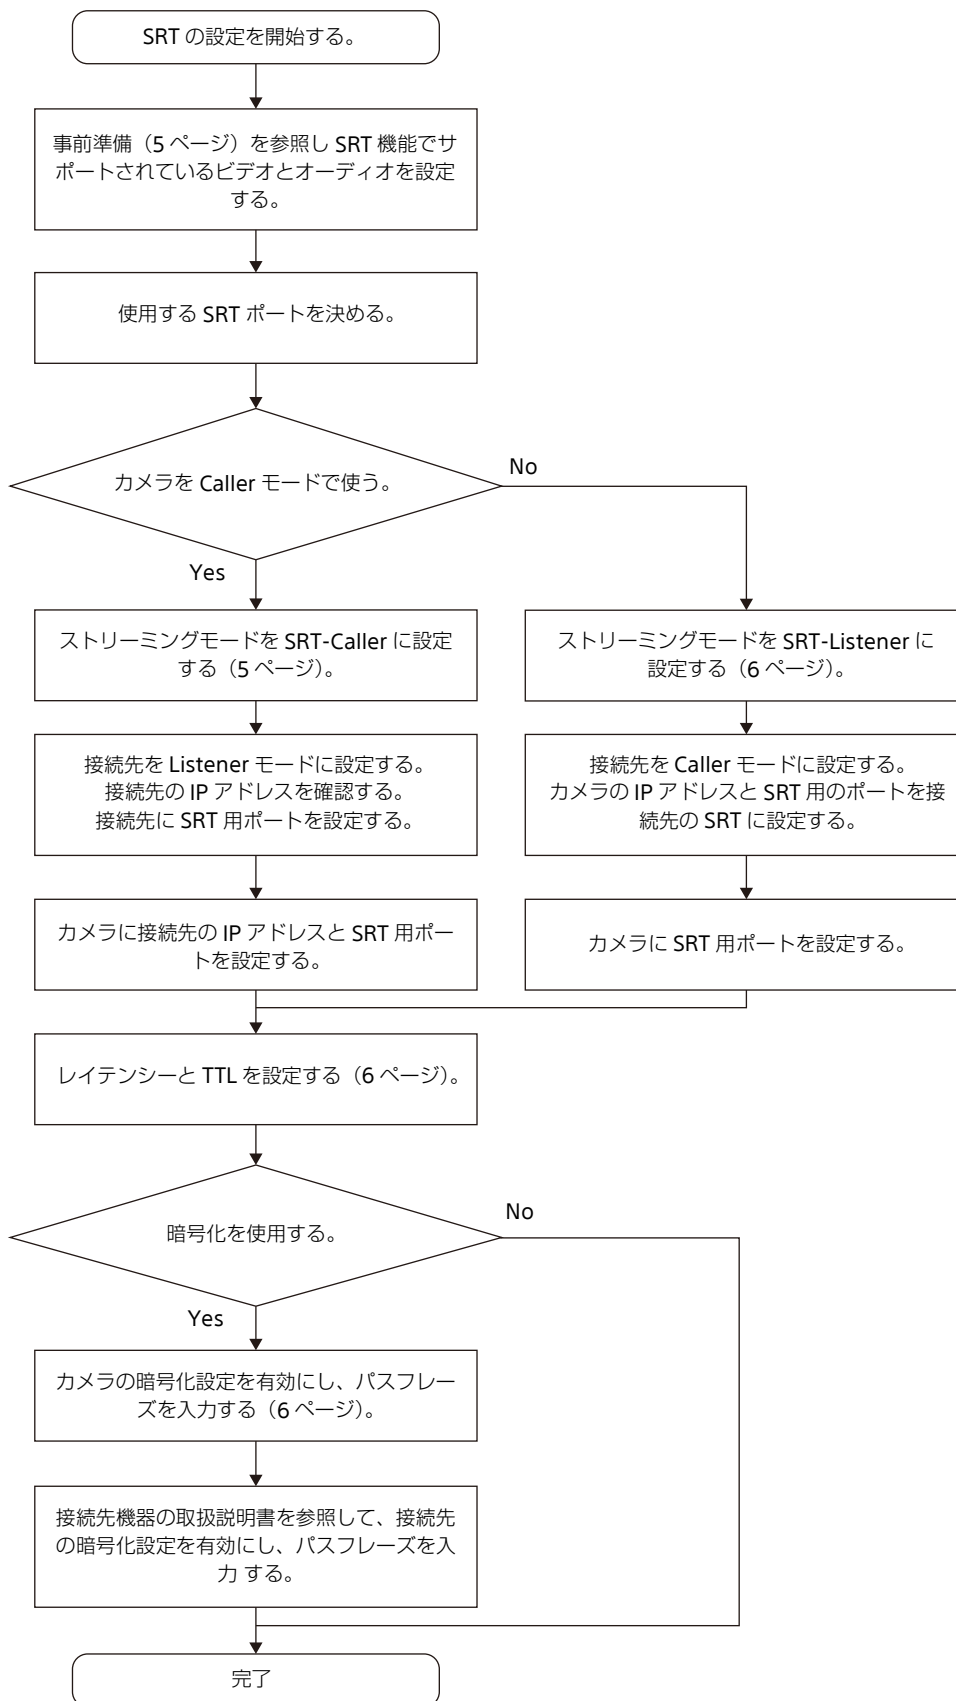 SRT の設定を開始する。
事前準備（5 ページ）を参照し SRT 機能でサ
ポートされているビデオとオーディオを設定
する。
使用する SRT ポートを決める。
カメラを Caller モードで使う。
No
Yes
ストリーミングモードを SRT-Caller に設定
する（5 ページ）。
ストリーミングモードを SRT-Listener に
設定する（6 ページ）。
接続先を Listener モードに設定する。
接続先の IP アドレスを確認する。
接続先に SRT 用ポートを設定する。
接続先を Caller モードに設定する。
カメラの IP アドレスと SRT 用のポートを接
続先の SRT に設定する。
カメラに接続先の IP アドレスと SRT 用ポー
トを設定する。
カメラに SRT 用ポートを設定する。
レイテンシーと TTL を設定する（6 ページ）。
暗号化を使用する。
No
Yes
カメラの暗号化設定を有効にし、パスフレー
ズを入力する（6 ページ）。
接続先機器の取扱説明書を参照して、接続先
の暗号化設定を有効にし、パスフレーズを入
力 する。
完了